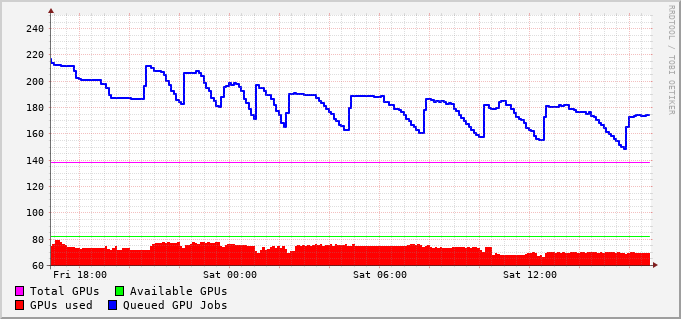 RRDTOOL / TOBI OETIKER
240
220
200
180
160
140
120
100
80
60
Fri 18:00 Sat 00:00 Sat 06:00 Sat 12:00
Total GPUs Available GPUs
GPUs used Queued GPU Jobs